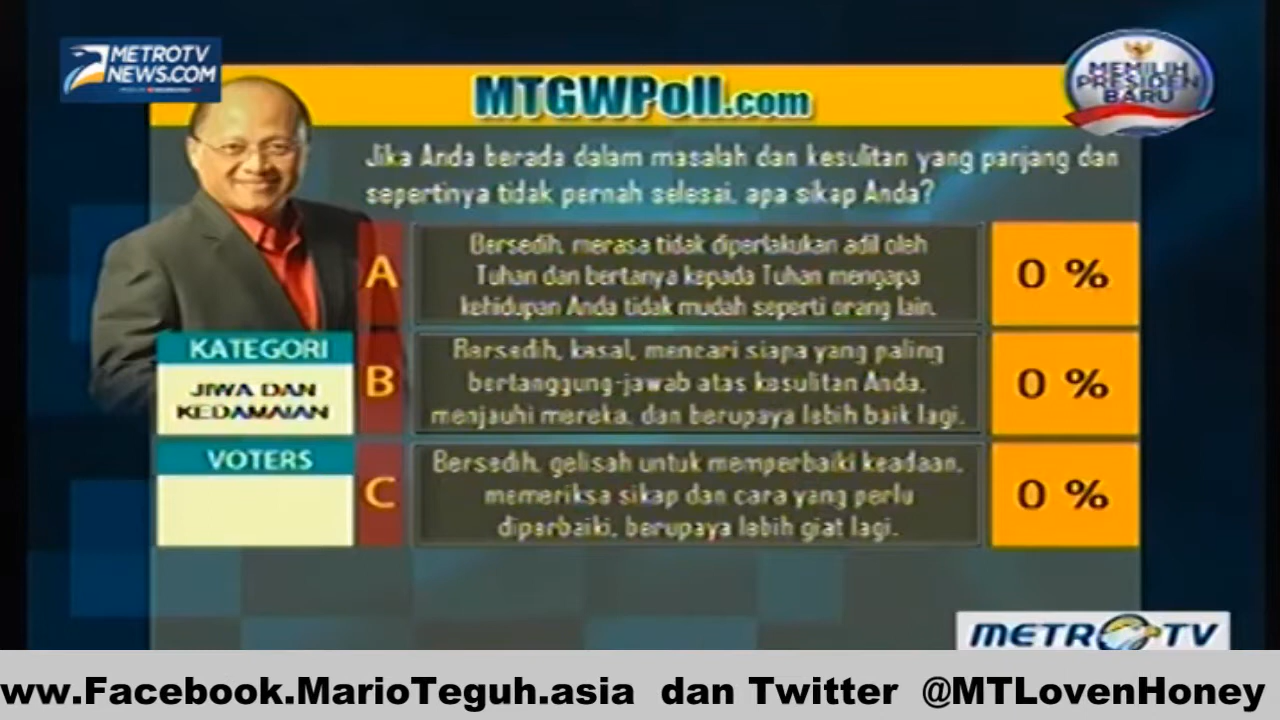 METROTV
NEWS.COM
MEMILIH
PRESIDEN
BARU
MTGWPoll.com
Jika Anda berada dalam masalah dan kesulitan yang panjang dan
sepertinya tidak pernah selesai, apa sikap Anda?
A
Bersedih, merasa tidak diperlakukan adil oleh
Tuhan dan bertanya kepada Tuhan mengapa
kehidupan Anda tidak mudah seperti orang lain.
0 %
KATEGORI
JIWA DAN
KEDAMAIAN
B
Bersedih, kesal, mencari siapa yang paling
bertanggung-jawab atas kesulitan Anda,
menjauhi mereka, dan berupaya lebih baik lagi.
0 %
VOTERS
C
Bersedih, gelisah untuk memperbaiki keadaan,
memeriksa sikap dan cara yang perlu
diperbaiki, berupaya lebih giat lagi.
0 %
METRO TV
ww.Facebook.MarioTeguh.asia dan Twitter @MTLovenHoney